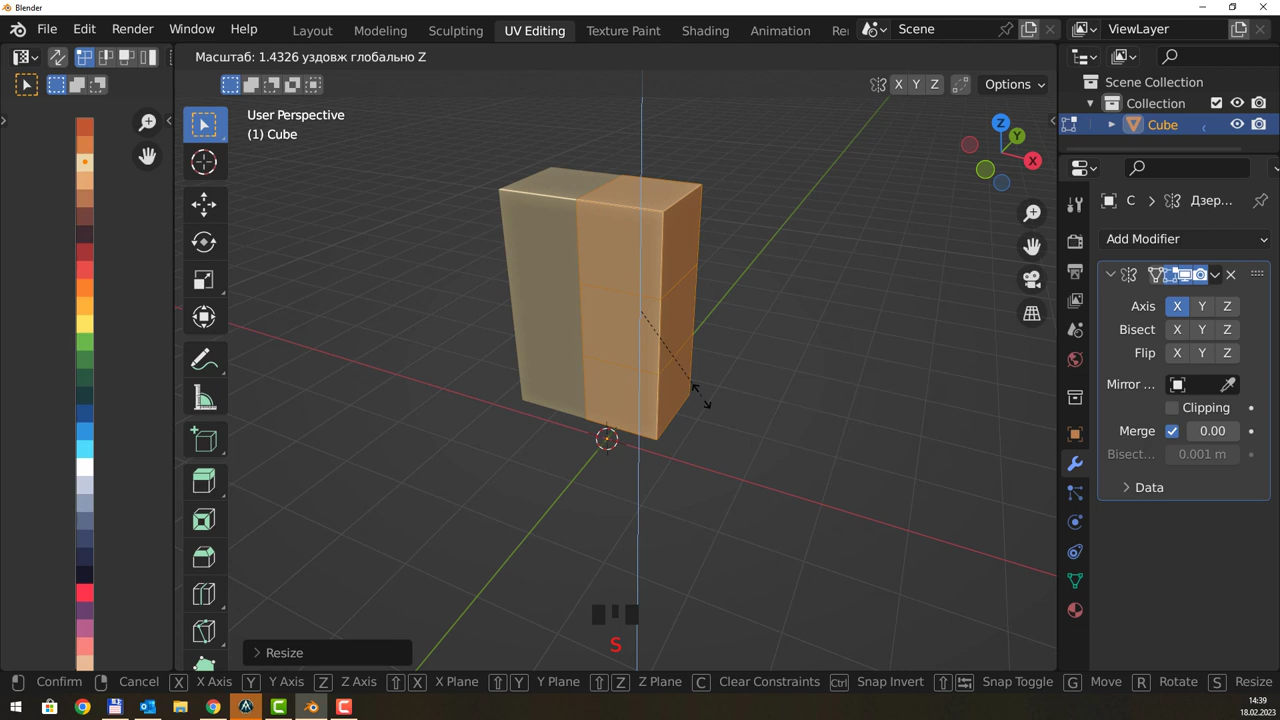 Blender
File Edit Render Window Help
Layout Modeling Sculpting UV Editing Texture Paint Shading Animation Re
Scene
ViewLayer
Масштаб: 1.4326 уздовж глобально Z
X Y Z
Options
User Perspective
(1) Cube
Z
Y
X
Scene Collection
Collection
Cube
C
Дзер...
Add Modifier
Axis X Y Z
Bisect X Y Z
Flip X Y Z
Mirror ...
Clipping
Merge 0.00
Bisect... 0.001 m
Data
S
Resize
Confirm Cancel X X Axis Y Y Axis Z Z Axis X X Plane Y Y Plane Z Z Plane C Clear Constraints Ctrl Snap Invert Snap Toggle G Move R Rotate S Resize
14:39
18.02.2023